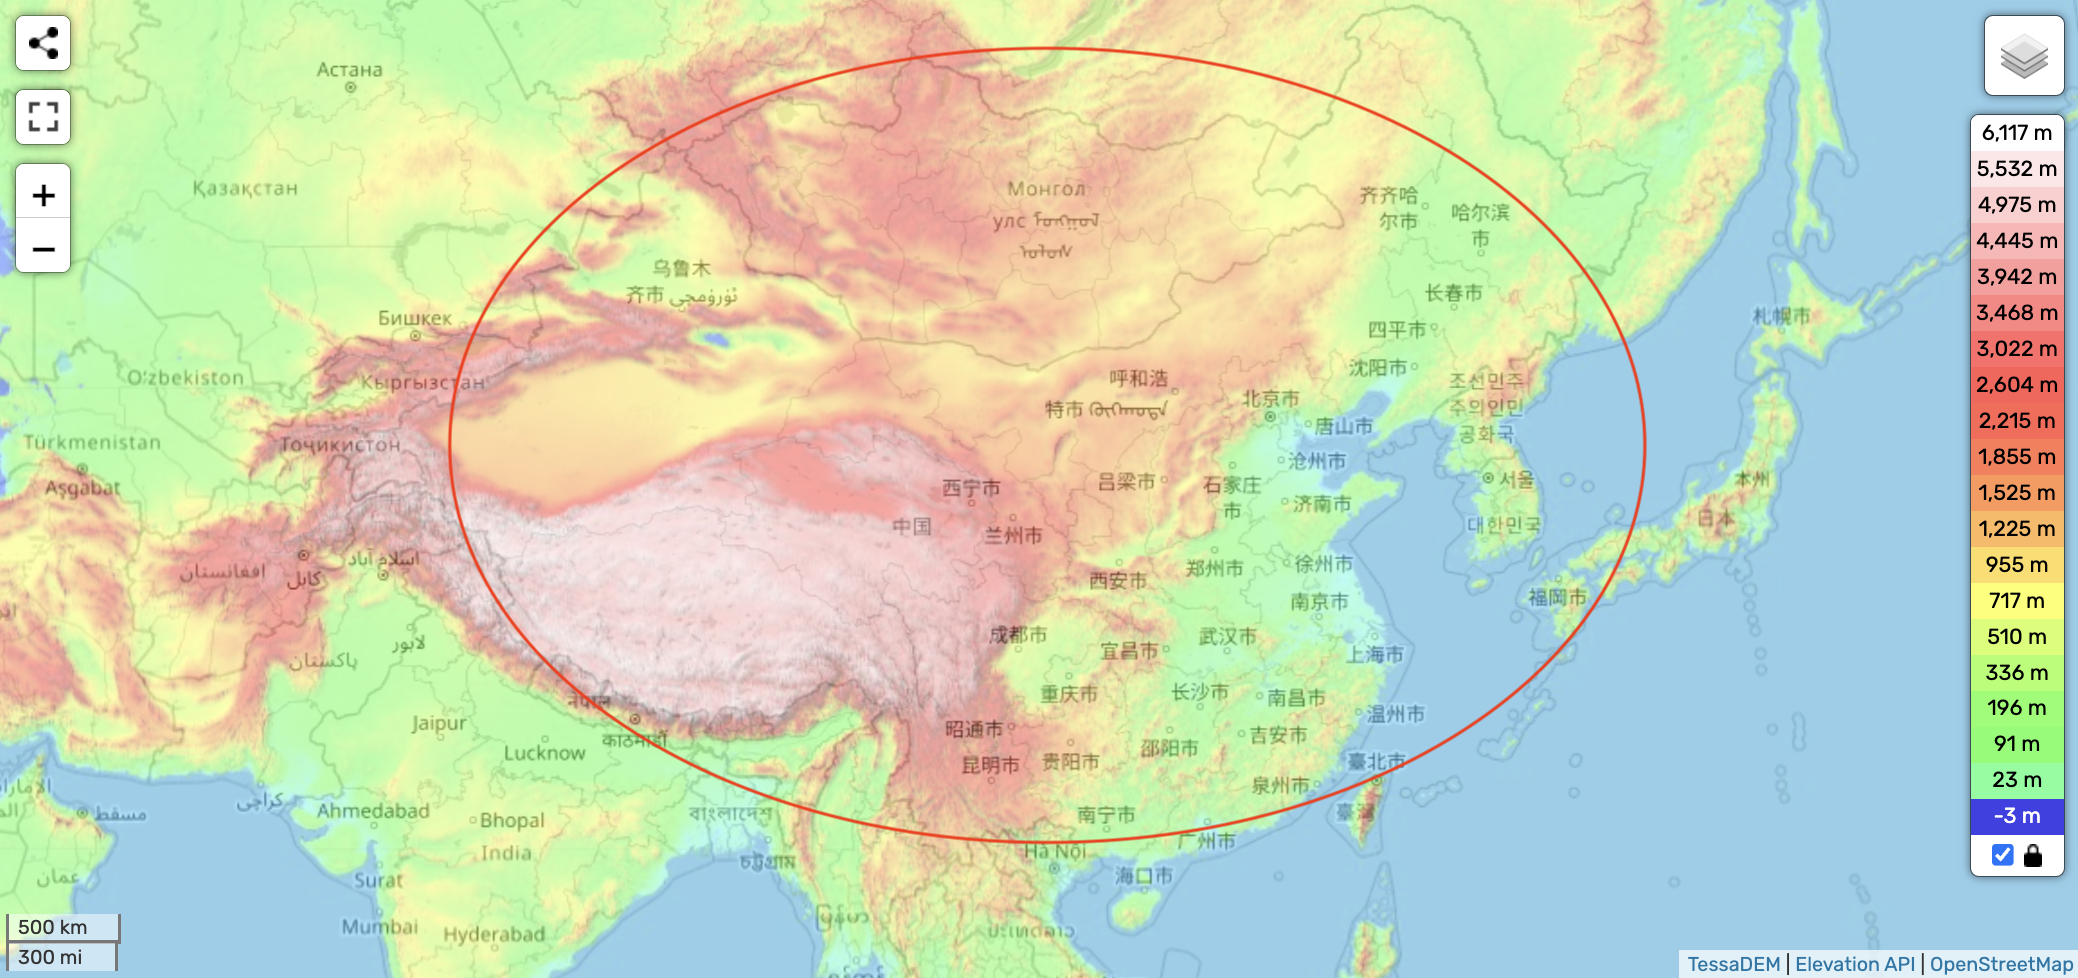 Астана
Қазақстан
Монгол
улс ᠮᠣᠩᠭᠣᠯ
ᠤᠯᠤᠰ
齐齐哈
尔市
哈尔滨
市
乌鲁木
齐市 ئۈرۈمچى
长春市
Бишкек
四平市
札幌市
沈阳市
Oʻzbekiston
Кыргызстан
呼和浩
特市
조선민주
주의인민
공화국
北京市
唐山市
Türkmenistan
Тоҷикистон
沧州市
Aşgabat
西宁市
吕梁市
石家庄
市
서울
本州
济南市
中国
兰州市
대한민국
日本
افغانستان
کابل
اسلام آباد
西安市
郑州市
徐州市
南京市
福岡市
لاہور
پاکستان
成都市
宜昌市
武汉市
上海市
नेपाल
重庆市
长沙市
南昌市
温州市
Jaipur
Lucknow
काठमाडौँ
昭通市
昆明市
贵阳市
邵阳市
吉安市
臺北市
泉州市
كراچى
مسقط
Ahmedabad
Bhopal
বাংলাদেশ
南宁市
臺灣
广州市
India
চট্টগ্রাম
Hà Nội
海口市
عمان
Surat
Mumbai
Hyderabad
6,117 m
5,532 m
4,975 m
4,445 m
3,942 m
3,468 m
3,022 m
2,604 m
2,215 m
1,855 m
1,525 m
1,225 m
955 m
717 m
510 m
336 m
196 m
91 m
23 m
-3 m
500 km
300 mi
TessaDEM | Elevation API | OpenStreetMap